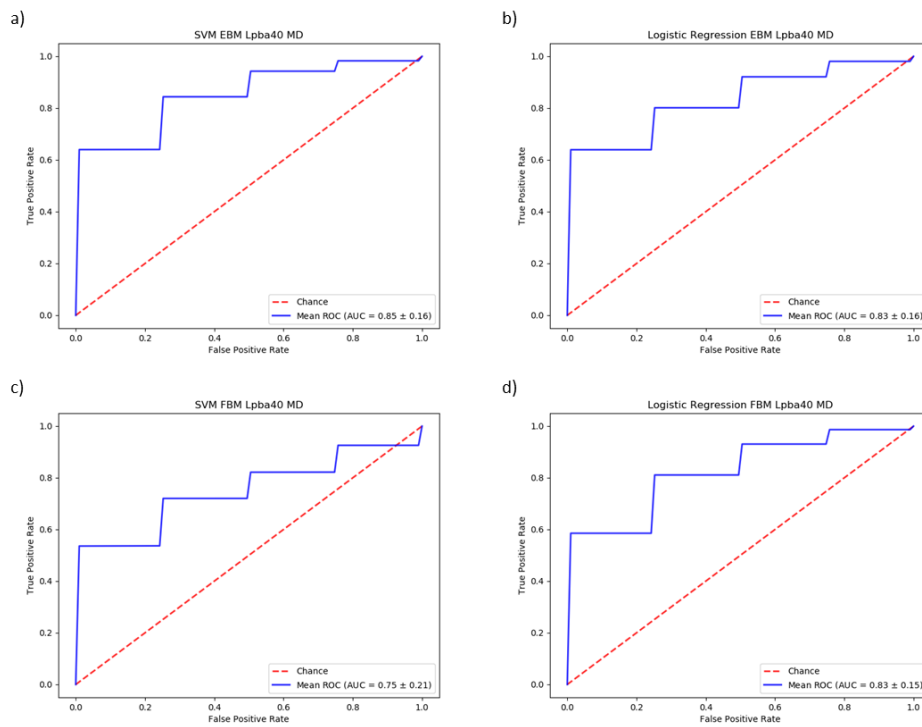 a)
SVM EBM Lpba40 MD
1.0
0.8
0.6
0.4
0.2
0.0
True Positive Rate
0.0 0.2 0.4 0.6 0.8 1.0
False Positive Rate
Chance
Mean ROC (AUC = 0.85 ± 0.16)
b)
Logistic Regression EBM Lpba40 MD
1.0
0.8
0.6
0.4
0.2
0.0
True Positive Rate
0.0 0.2 0.4 0.6 0.8 1.0
False Positive Rate
Chance
Mean ROC (AUC = 0.83 ± 0.16)
c)
SVM FBM Lpba40 MD
1.0
0.8
0.6
0.4
0.2
0.0
True Positive Rate
0.0 0.2 0.4 0.6 0.8 1.0
False Positive Rate
Chance
Mean ROC (AUC = 0.75 ± 0.21)
d)
Logistic Regression FBM Lpba40 MD
1.0
0.8
0.6
0.4
0.2
0.0
True Positive Rate
0.0 0.2 0.4 0.6 0.8 1.0
False Positive Rate
Chance
Mean ROC (AUC = 0.83 ± 0.15)